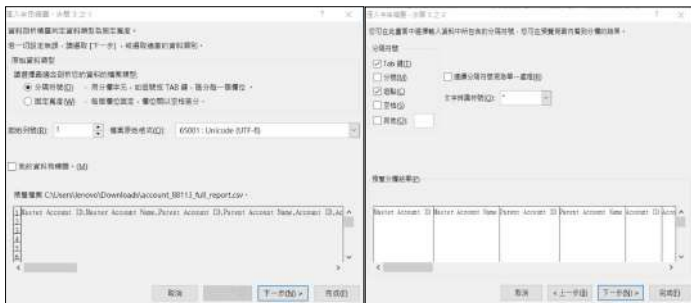 匯入字串精靈 - 步驟 3 之 1
資料剖析精靈判定資料類型為固定寬度。
若一切設定無誤，請選取 [下一步]，或選取適當的資料類別。
原始資料類型
請選擇最適合剖析您的資料的檔案類型:
分隔符號(D) - 用分欄字元，如逗號或 TAB 鍵，區分每一個欄位。
固定寬度(W) - 每個欄位固定，欄位間以空格區分。
起始列號(R): 1
檔案原始格式(O): 65001 : Unicode (UTF-8)
我的資料有標題。(M)
預覽檔案 C:\Users\lenovo\Downloads\account_88113_full_report.csv。
1 Master Account ID,Master Account Name,Parent Account ID,Parent Account Name,Account ID,Ac
2
3
4
5
6
取消
下一步(N) >
完成(F)
匯入字串精靈 - 步驟 3 之 2
您可在此畫面中選擇輸入資料中所包含的分隔符號，您可在預覽視窗內看到分欄的結果。
分隔符號
Tab 鍵(T)
分號(M)
逗點(C)
空格(S)
其他(O):
連續分隔符號視為單一處理(R)
文字辨識符號(Q): "
預覽分欄結果(P)
Master Account ID Master Account Name Parent Account ID Parent Account Name Account ID Acco
取消
< 上一步(B)
下一步(N) >
完成(F)